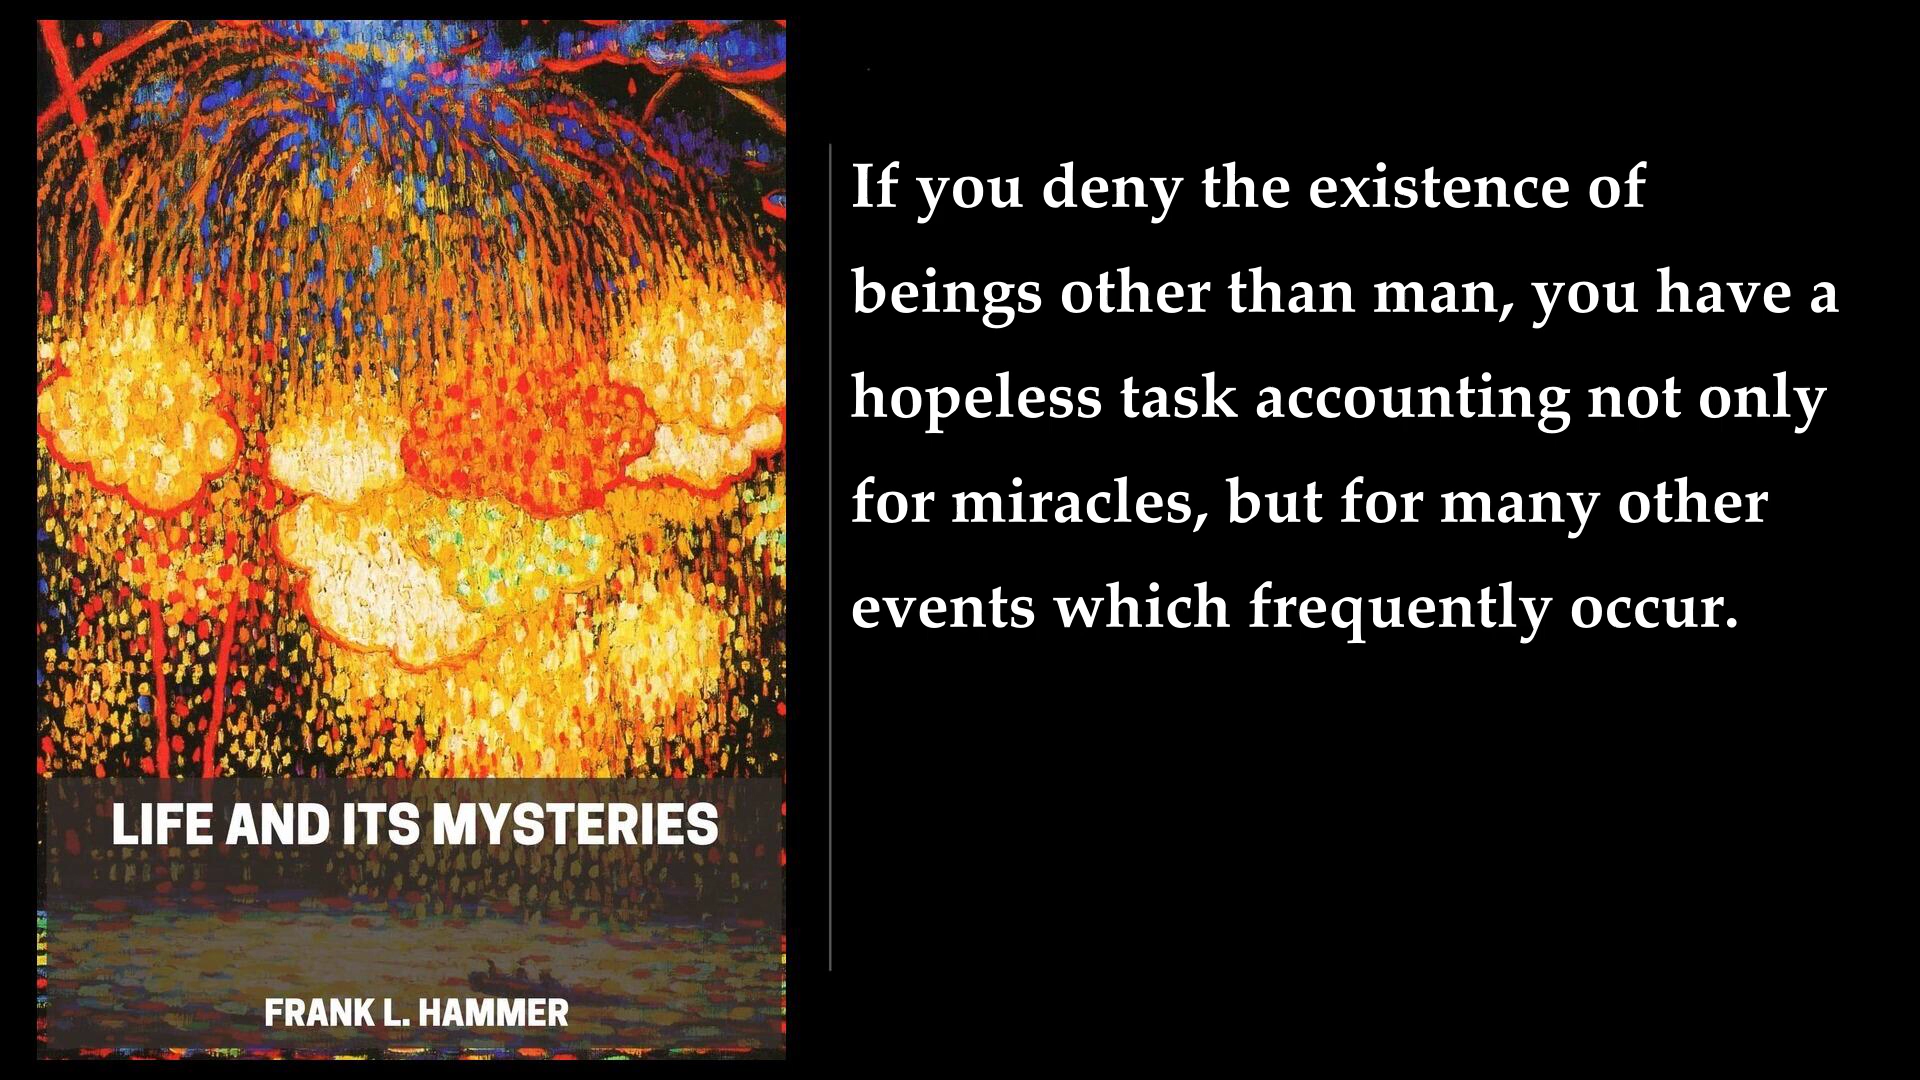 LIFE AND ITS MYSTERIES
FRANK L. HAMMER
If you deny the existence of
beings other than man, you have a
hopeless task accounting not only
for miracles, but for many other
events which frequently occur.